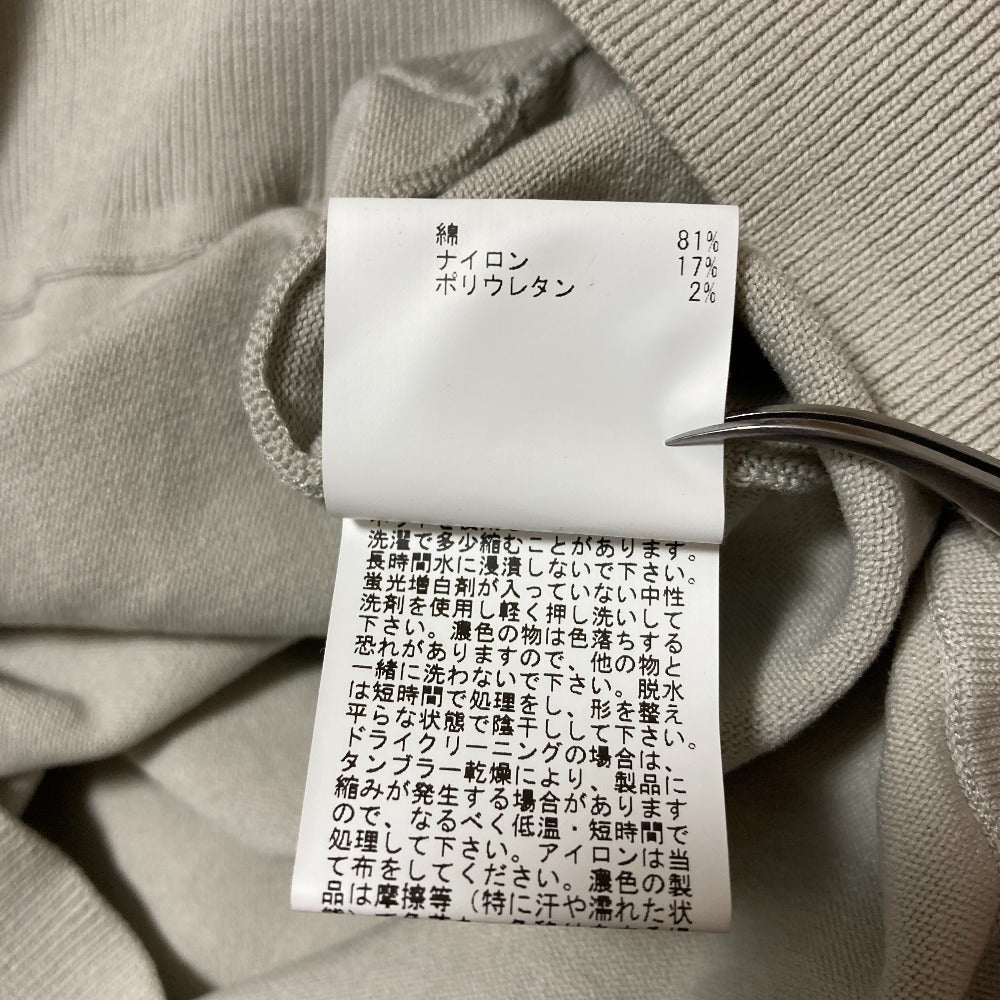 綿 81%
ナイロン 17%
ポリウレタン 2%
洗濯で多少縮むことがあります。
長時間水に浸漬しないで下さい。
蛍光増白剤が入っていない中性
洗剤を使用し軽く押し洗いして
下さい。濃色の物は色落ちする
恐れがありますので、他の物と
一緒に洗わないで下さい。脱水
は短時間で処理をし、形を整え
平らな状態で陰干しして下さい。
ドライクリーニングの場合は、
タンブラー乾燥により、製品に
縮みが発生する場合があります
ので、なるべく低温・短時間で
処理して下さい。アイロンは当
て布をしてください。濃色の製
品は摩擦等(特に汗や濡れた状